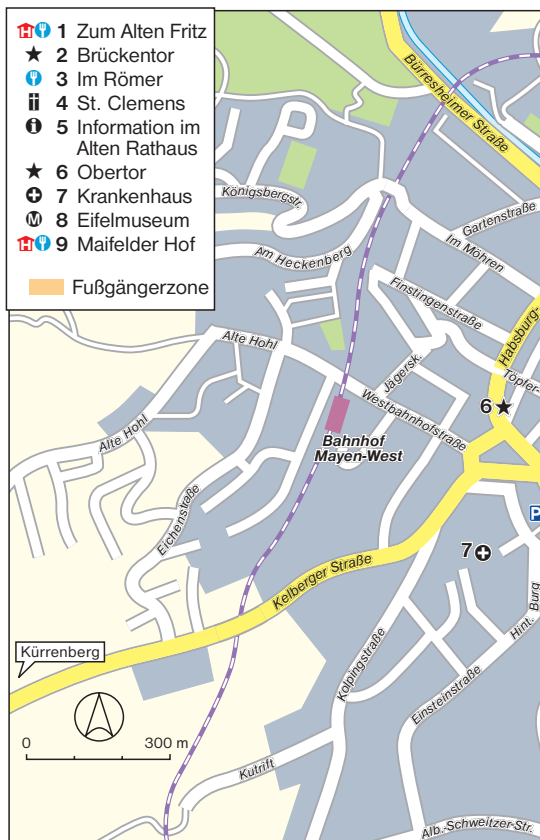 1 Zum Alten Fritz
2 Brückentor
3 Im Römer
4 St. Clemens
5 Information im
Alten Rathaus
6 Obertor
7 Krankenhaus
M 8 Eifelmuseum
9 Maifelder Hof
Fußgängerzone
Bürresheimer Straße
Königsbergstr.
Gartenstraße
Im Möhren
Am Heckenberg
Finstingenstraße
Habsburg-
Alte Hohl
Jägersk.
Töpfer-
6
Westbahnhofstraße
Bahnhof
Mayen-West
Alte Hohl
Eichenstraße
P
7
Kelberger Straße
Hint. Burg
Kürrenberg
Kolpingstraße
Einsteinstraße
0 300 m
Kutrift
Alb.-Schweitzer-Str.